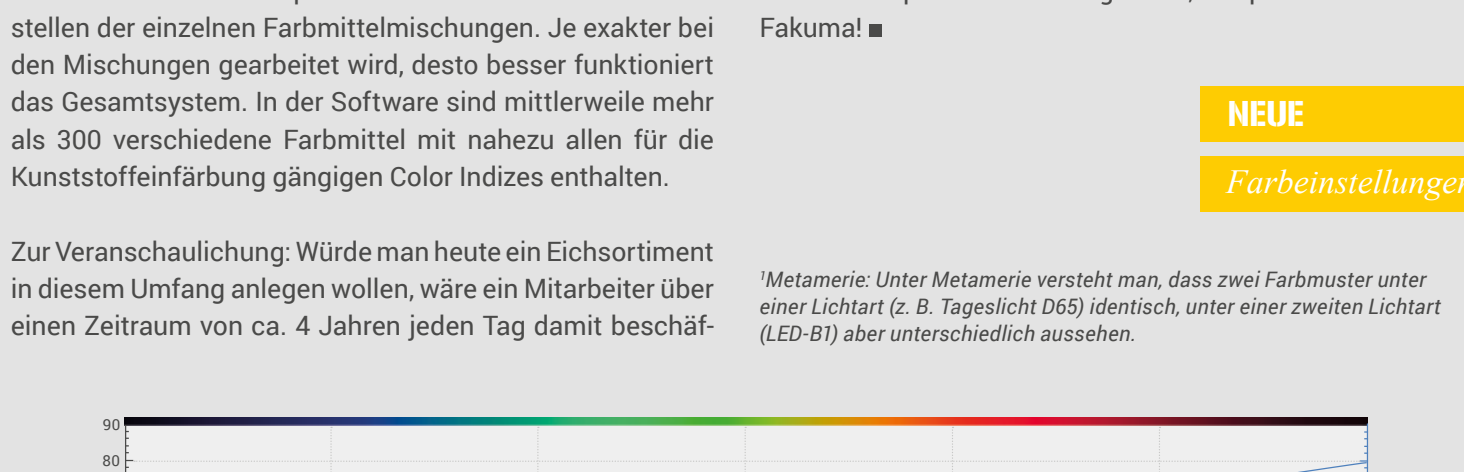 stellen der einzelnen Farbmittelmischungen. Je exakter bei
den Mischungen gearbeitet wird, desto besser funktioniert
das Gesamtsystem. In der Software sind mittlerweile mehr
als 300 verschiedene Farbmittel mit nahezu allen für die
Kunststoffeinfärbung gängigen Color Indizes enthalten.
Zur Veranschaulichung: Würde man heute ein Eichsortiment
in diesem Umfang anlegen wollen, wäre ein Mitarbeiter über
einen Zeitraum von ca. 4 Jahren jeden Tag damit beschäf-
Fakuma! ■
NEUE
Farbeinstellungen
¹Metamerie: Unter Metamerie versteht man, dass zwei Farbmuster unter
einer Lichtart (z. B. Tageslicht D65) identisch, unter einer zweiten Lichtart
(LED-B1) aber unterschiedlich aussehen.
90
80